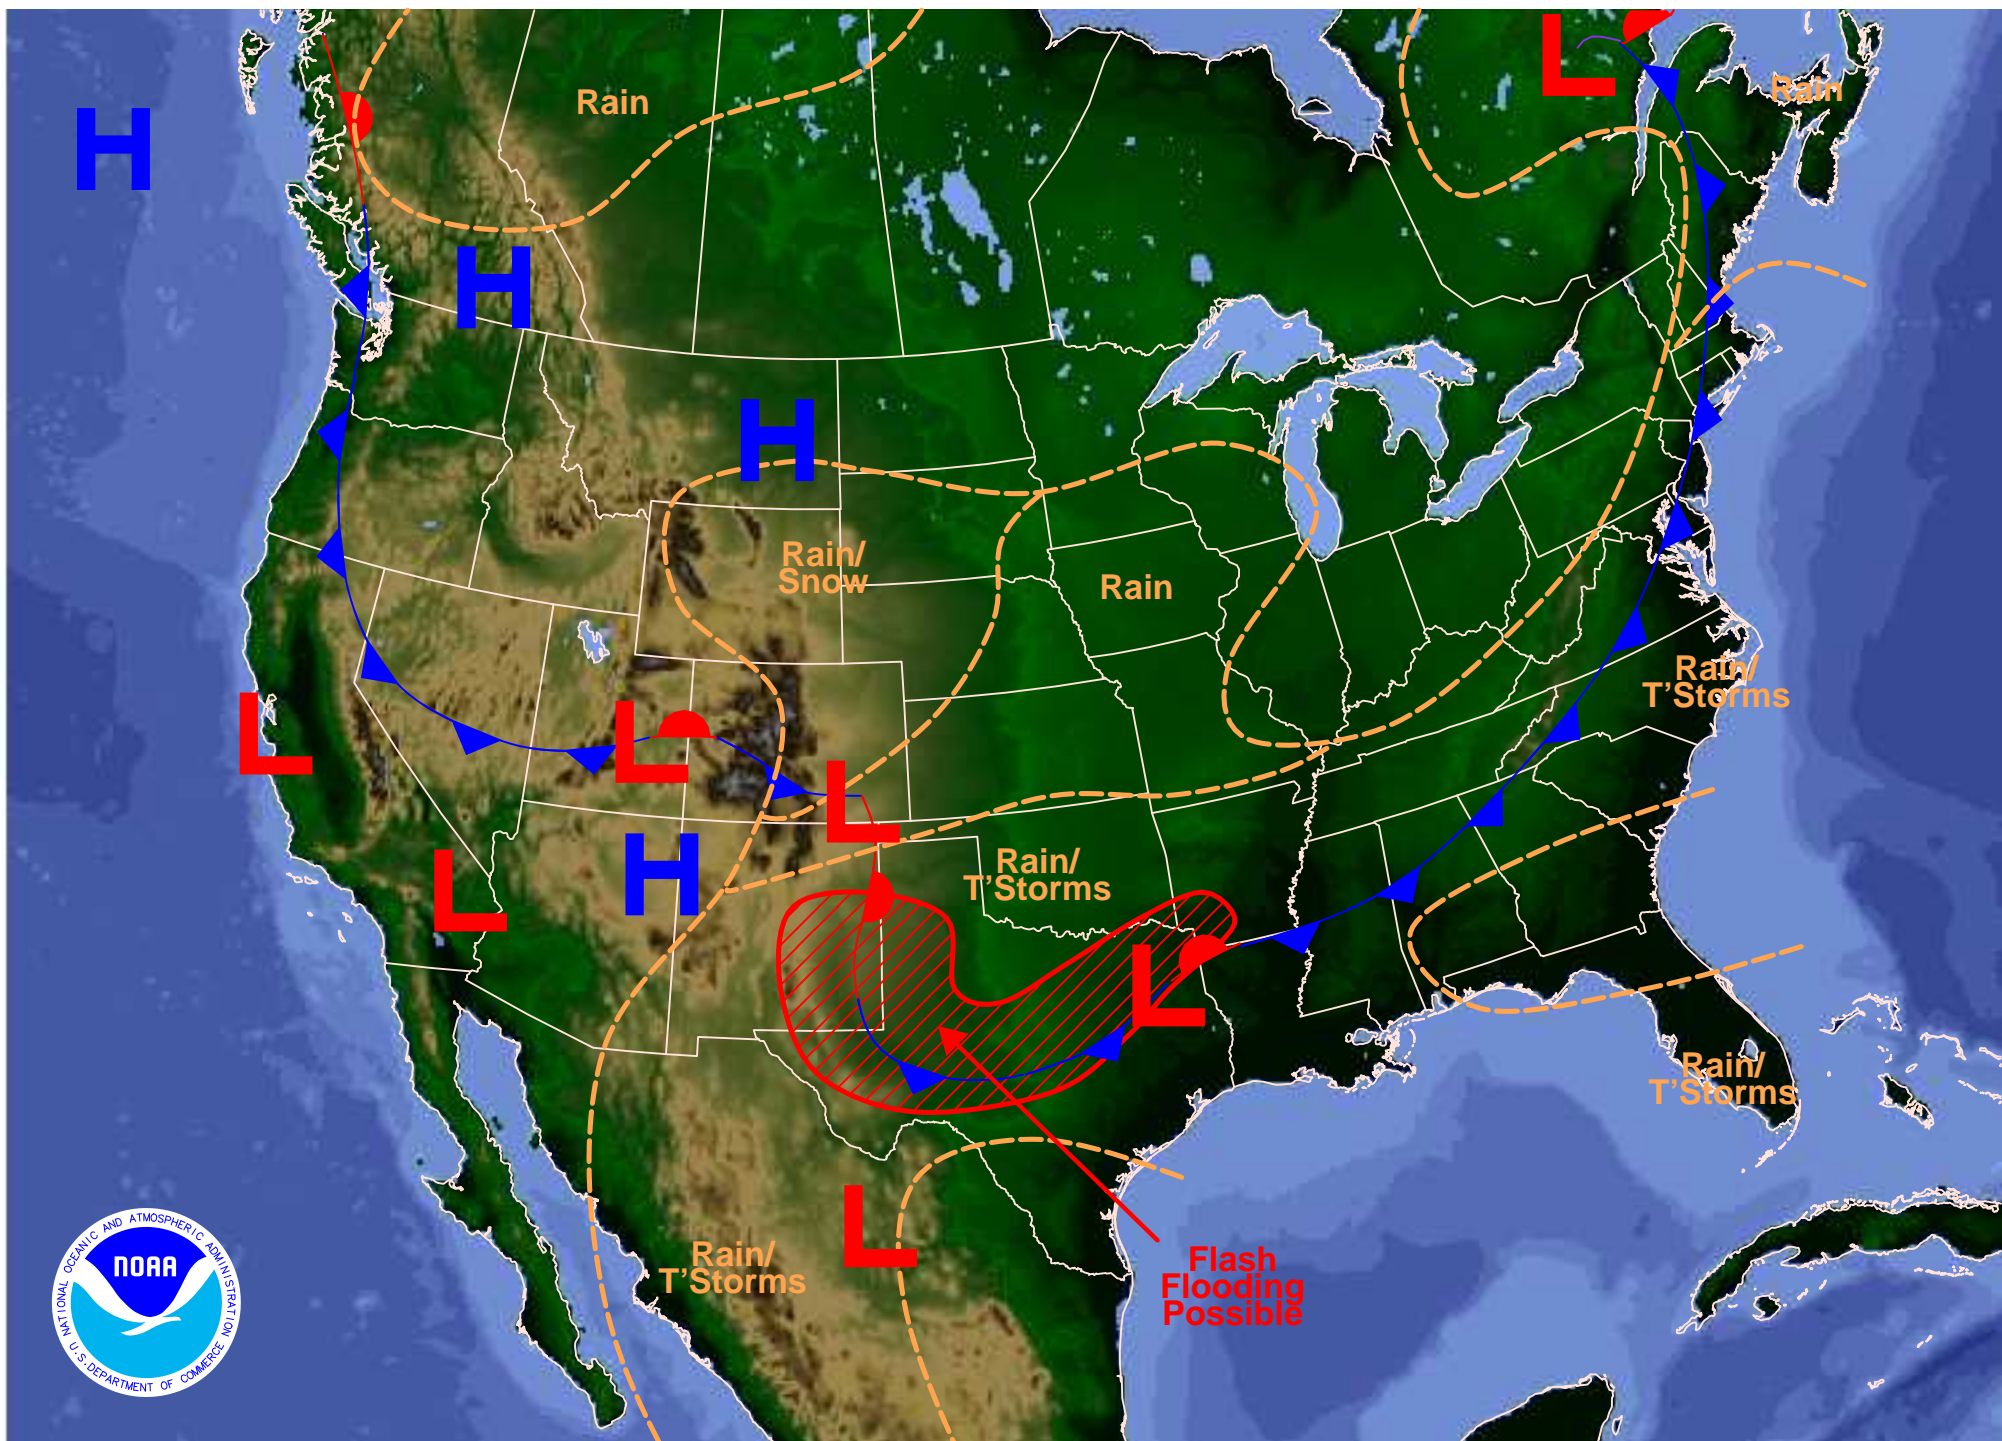 Rain
Rain
H
L
H
H
Rain/
Snow
Rain
Rain/
T'Storms
L
L
L
H
L
Rain/
T'Storms
L
Rain/
T'Storms
L
Rain/
T'Storms
Flash
Flooding
Possible
NATIONAL OCEANIC AND ATMOSPHERIC ADMINISTRATION
NOAA
U.S. DEPARTMENT OF COMMERCE